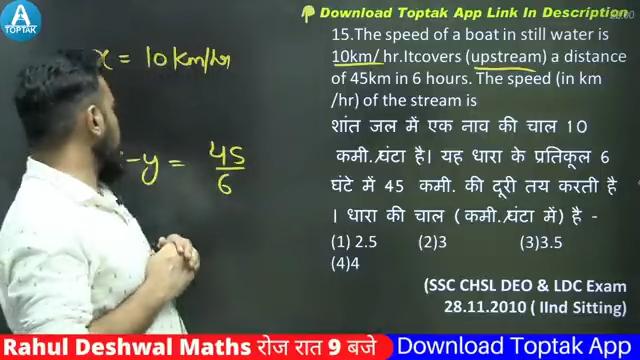 A
TOPTAK
Download Toptak App Link In Description
15.The speed of a boat in still water is
10km/hr.Itcovers (upstream) a distance
of 45km in 6 hours. The speed (in km
/hr) of the stream is
शांत जल में एक नाव की चाल 10
कमी./घंटा है। यह धारा के प्रतिकूल 6
घंटे में 45 कमी. की दूरी तय करती है
। धारा की चाल (कमी./घंटा में) है -
(1) 2.5 (2)3 (3)3.5
(4)4
(SSC CHSL DEO & LDC Exam
28.11.2010 ( IInd Sitting)
x = 10 km/hr
-y = 45/6
Rahul Deshwal Maths रोज रात 9 बजे
Download Toptak App